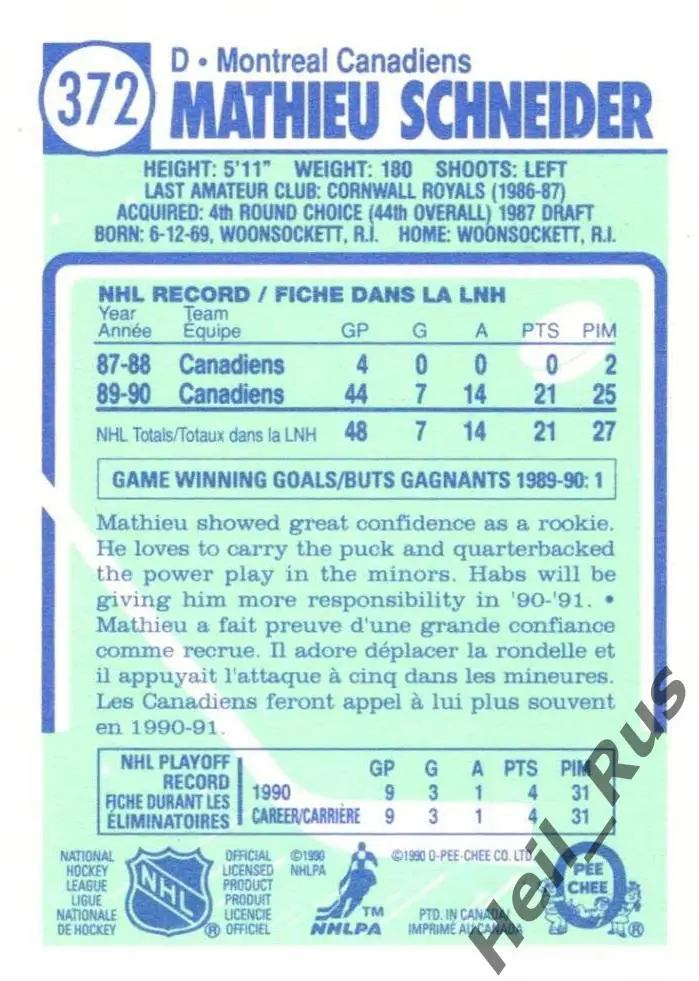 372
D • Montreal Canadiens
MATHIEU SCHNEIDER
HEIGHT: 5'11" WEIGHT: 180 SHOOTS: LEFT
LAST AMATEUR CLUB: CORNWALL ROYALS (1986-87)
ACQUIRED: 4th ROUND CHOICE (44th OVERALL) 1987 DRAFT
BORN: 6-12-69, WOONSOCKETT, R.I. HOME: WOONSOCKETT, R.I.
NHL RECORD / FICHE DANS LA LNH
Year Team
Année Équipe GP G A PTS PIM
87-88 Canadiens 4 0 0 0 2
89-90 Canadiens 44 7 14 21 25
NHL Totals/Totaux dans la LNH 48 7 14 21 27
GAME WINNING GOALS/BUTS GAGNANTS 1989-90: 1
Mathieu showed great confidence as a rookie.
He loves to carry the puck and quarterbacked
the power play in the minors. Habs will be
giving him more responsibility in '90-'91. •
Mathieu a fait preuve d'une grande confiance
comme recrue. Il adore déplacer la rondelle et
il appuyait l'attaque à cinq dans les mineures.
Les Canadiens feront appel à lui plus souvent
en 1990-91.
NHL PLAYOFF
RECORD
FICHE DURANT LES
ÉLIMINATOIRES
GP G A PTS PIM
1990 9 3 1 4 31
CAREER/CARRIÈRE 9 3 1 4 31
NATIONAL
HOCKEY
LEAGUE
LIGUE
NATIONALE
DE HOCKEY
NHL
®
OFFICIAL
LICENSED
PRODUCT
PRODUIT
LICENCIE
OFFICIEL
©1990
NHLPA
TM
NHLPA
©1990 O-PEE-CHEE CO. LTD.
PTD. IN CANADA/
IMPRIMÉ AU CANADA
O
PEE
CHEE
®
Heil_Rus